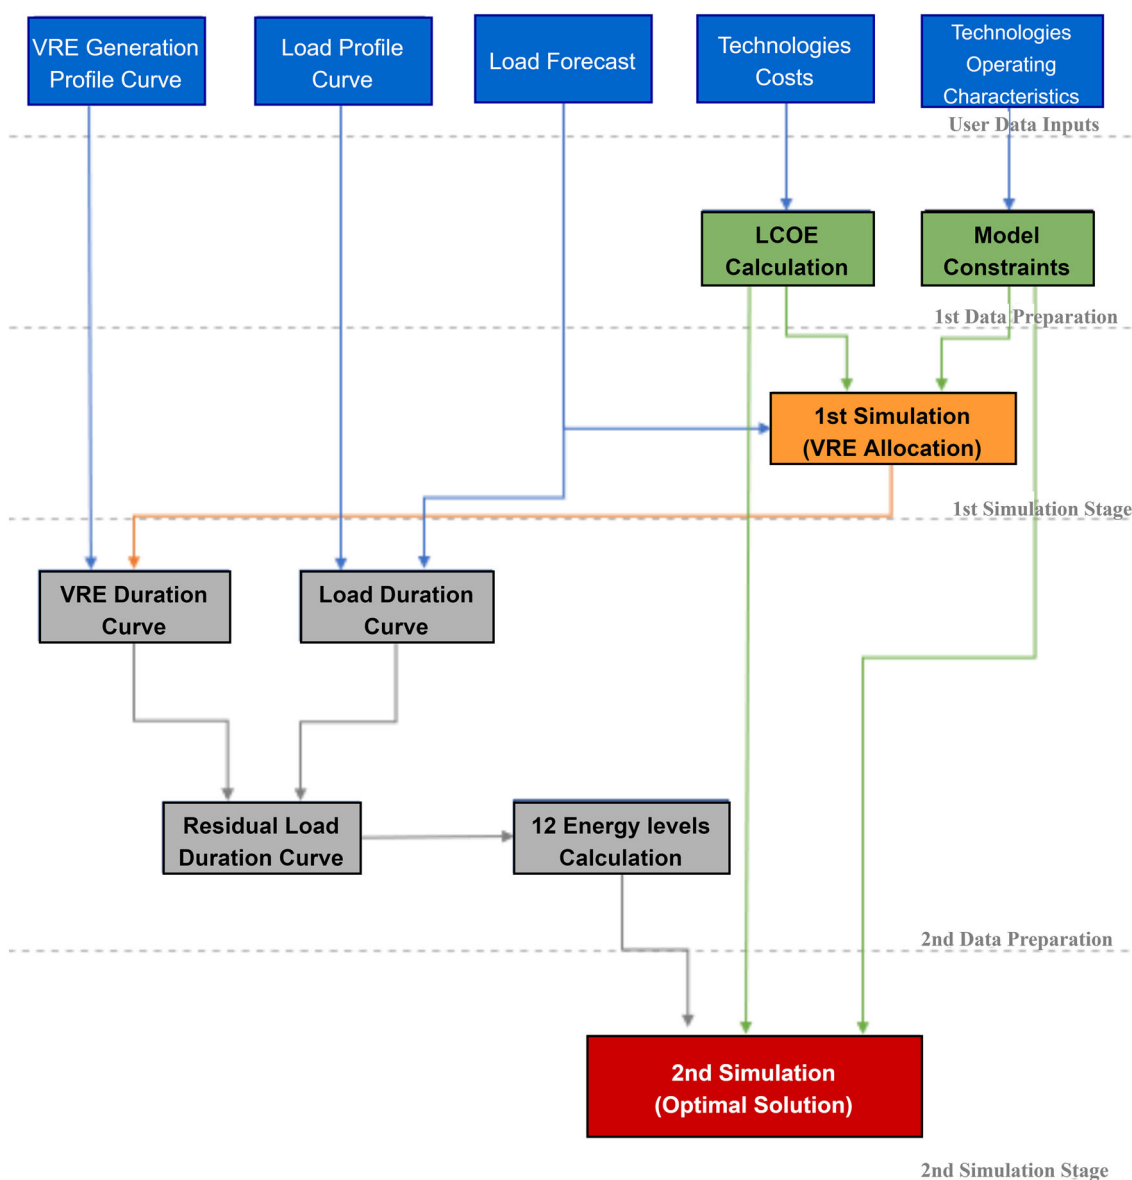 VRE Generation
Profile Curve
Load Profile
Curve
Load Forecast
Technologies
Costs
Technologies
Operating
Characteristics
User Data Inputs
LCOE
Calculation
Model
Constraints
1st Data Preparation
1st Simulation
(VRE Allocation)
1st Simulation Stage
VRE Duration
Curve
Load Duration
Curve
Residual Load
Duration Curve
12 Energy levels
Calculation
2nd Data Preparation
2nd Simulation
(Optimal Solution)
2nd Simulation Stage